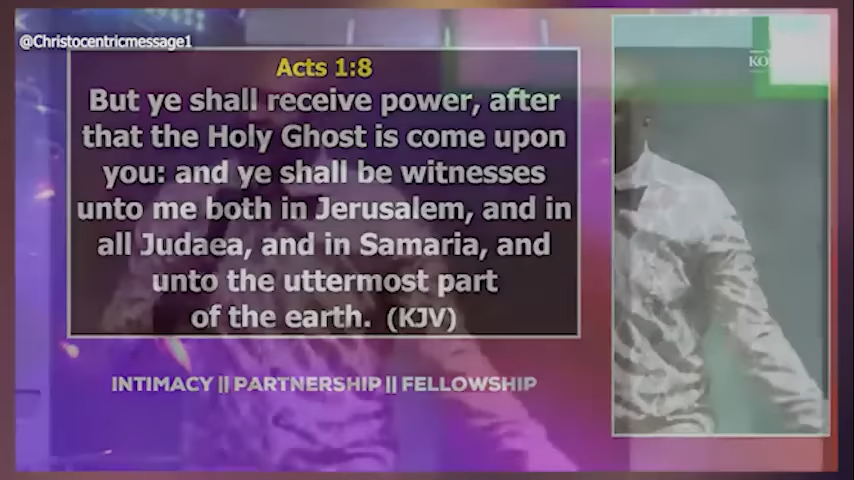 @Christocentricmessage1
Acts 1:8
But ye shall receive power, after
that the Holy Ghost is come upon
you: and ye shall be witnesses
unto me both in Jerusalem, and in
all Judaea, and in Samaria, and
unto the uttermost part
of the earth. (KJV)
INTIMACY || PARTNERSHIP || FELLOWSHIP